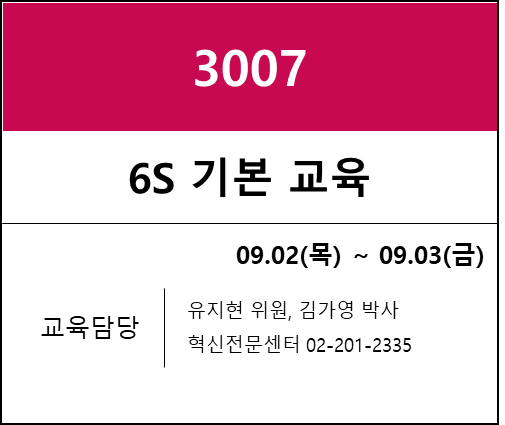 3007
6S 기본 교육
09.02(목) ~ 09.03(금)
교육담당
유지현 위원, 김가영 박사
혁신전문센터 02-201-2335